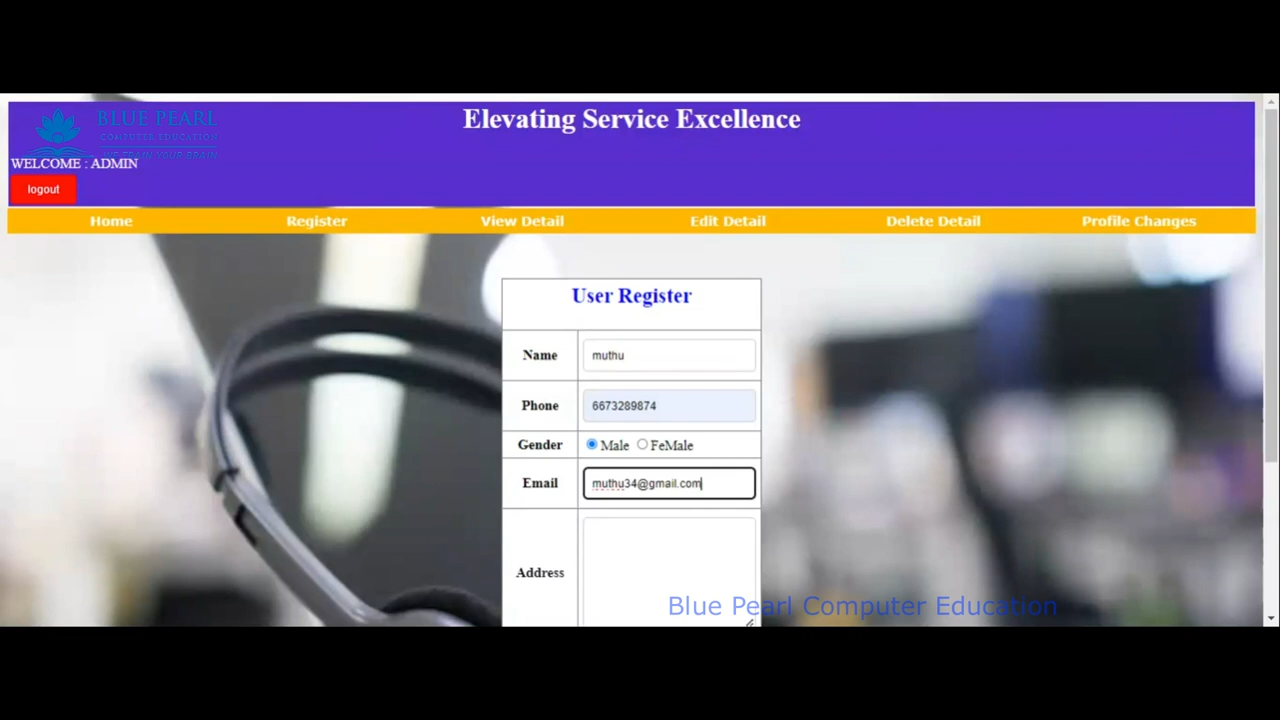 BLUE PEARL
COMPUTER EDUCATION
WE TRAIN YOUR BRAIN
Elevating Service Excellence
WELCOME : ADMIN
logout
Home Register View Detail Edit Detail Delete Detail Profile Changes
User Register
Name muthu
Phone 6673289874
Gender Male FeMale
Email muthu34@gmail.com
Address
Blue Pearl Computer Education